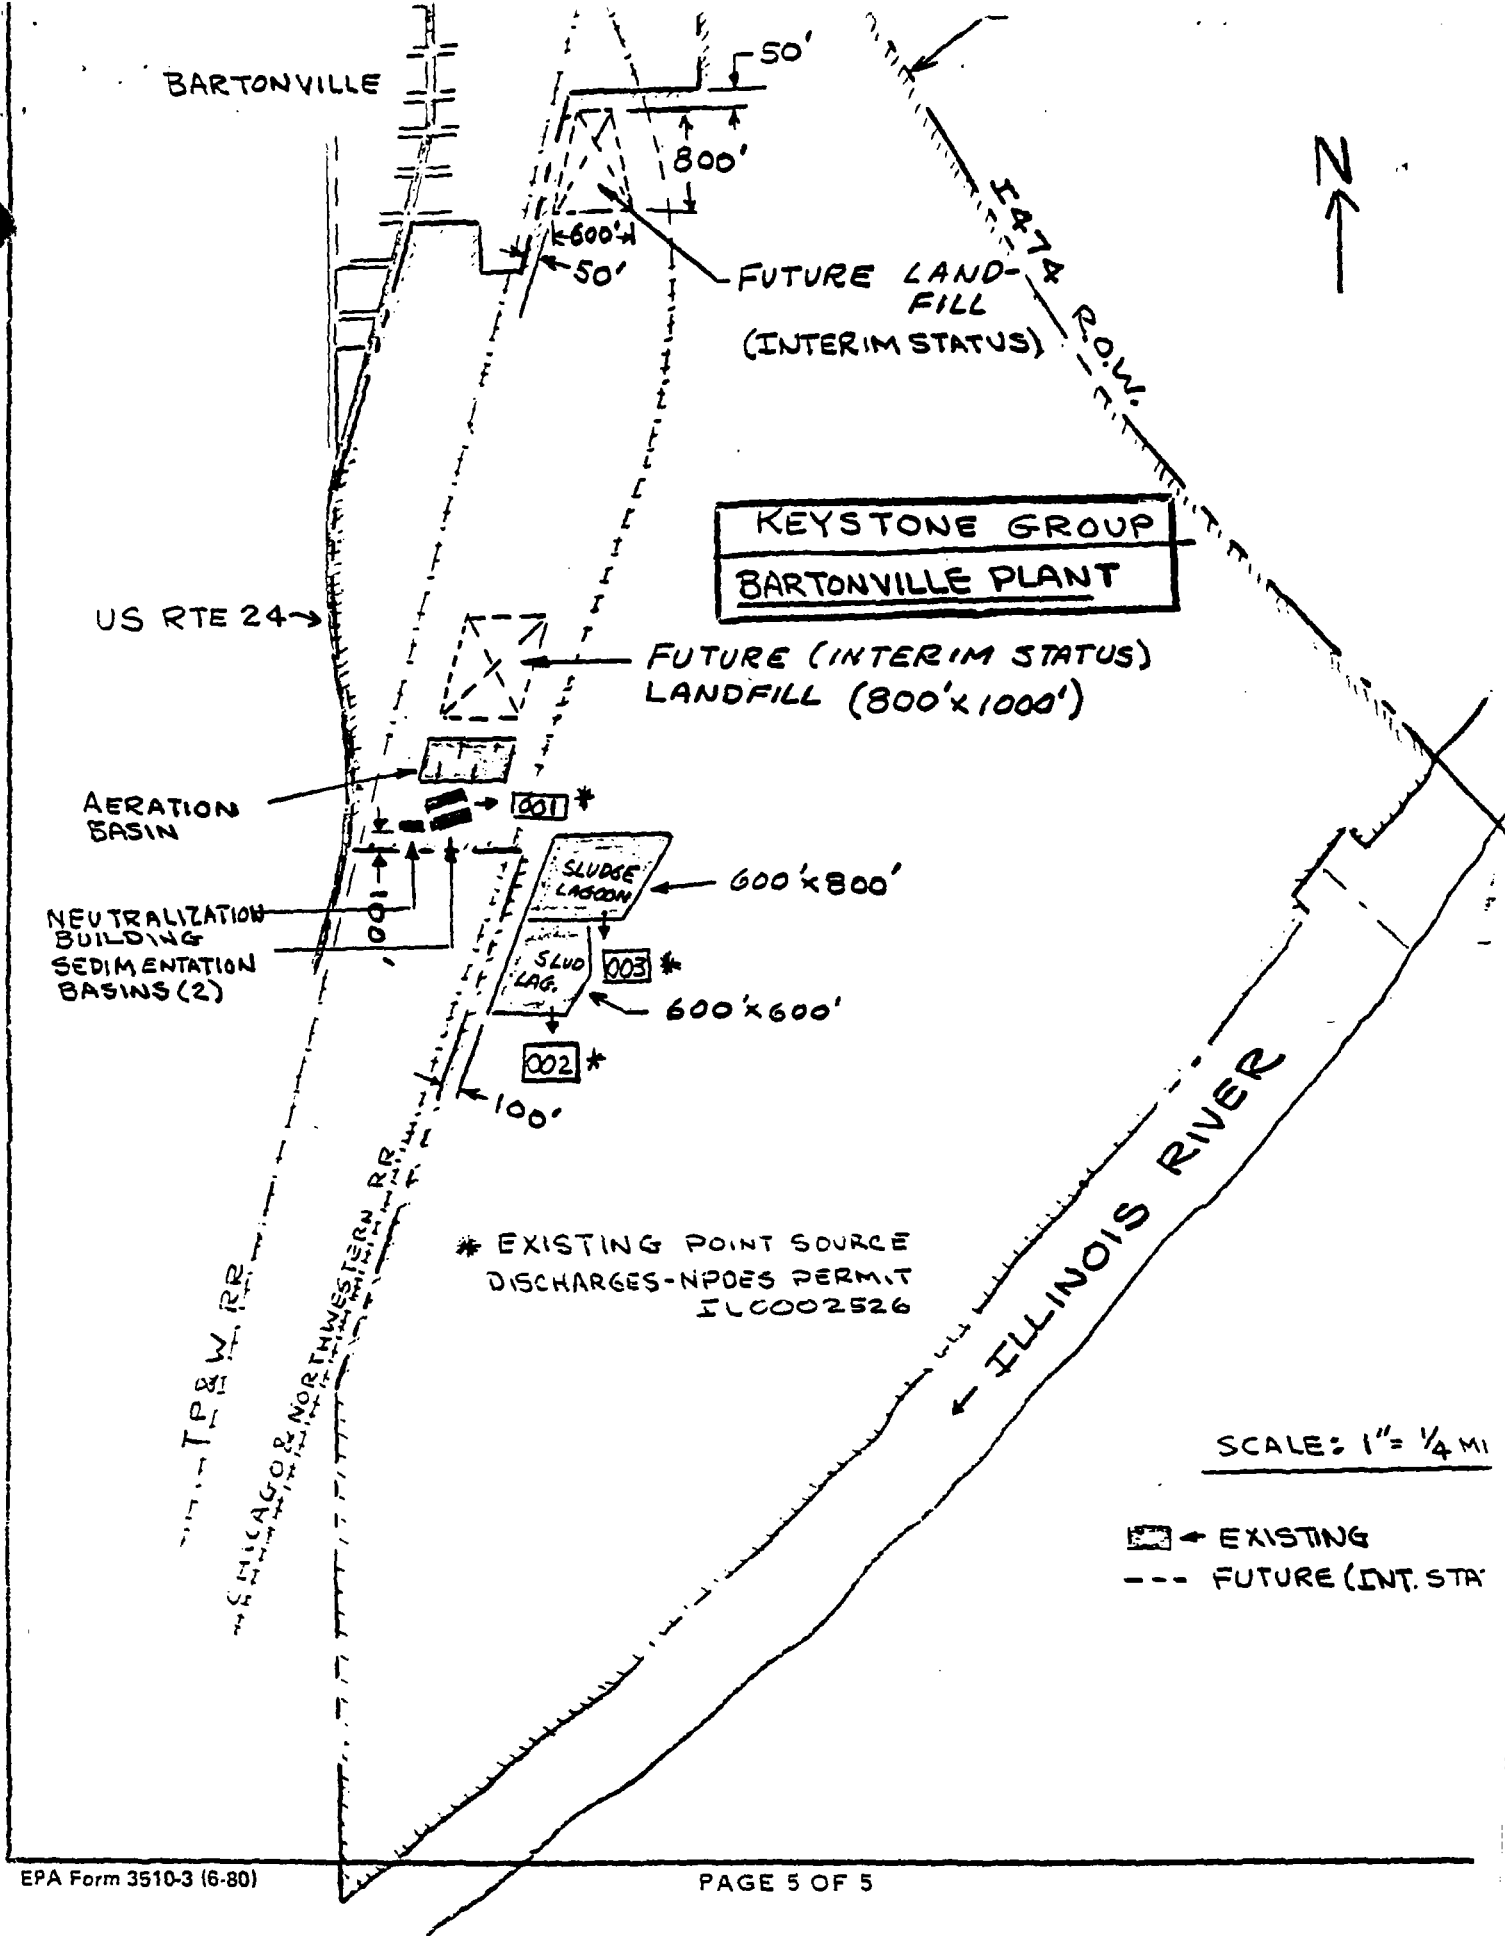 50'
BARTONVILLE
800'
N
I474 R.O.W.
600'
50'
FUTURE LAND-
FILL
(INTERIM STATUS)
KEYSTONE GROUP
BARTONVILLE PLANT
US RTE 24
FUTURE (INTERIM STATUS)
LANDFILL (800'X1000')
AERATION
BASIN
001 *
SLUDGE
LAGOON
600'X800'
100'
NEUTRALIZATION
BUILDING
SEDIMENTATION
BASINS (2)
SLUD
LAG.
003 *
600'X600'
002 *
100'
ILLINOIS RIVER
* EXISTING POINT SOURCE
DISCHARGES-NPDES PERMIT
IL0002526
TP&W RR
CHICAGO & NORTHWESTERN RR
SCALE: 1"= 1/4 MI
EXISTING
--- FUTURE (INT. STA
EPA Form 3510-3 (6-80)
PAGE 5 OF 5